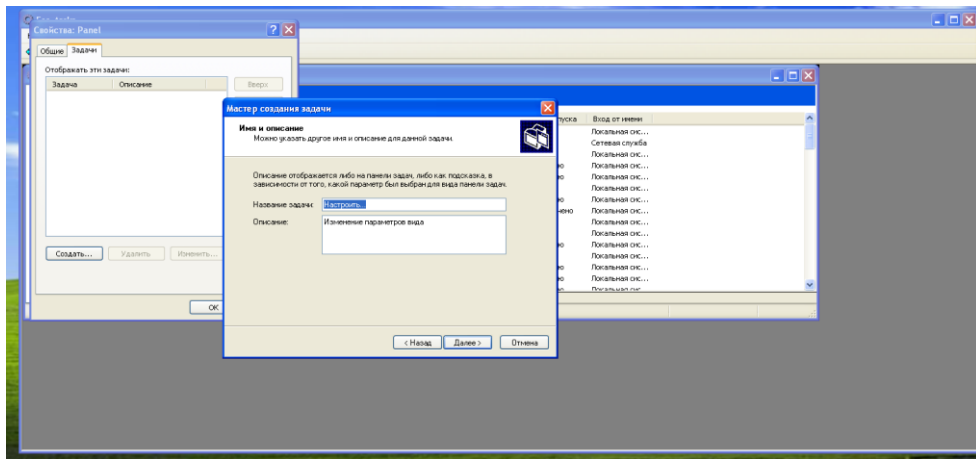 Свойства: Panel
Общие Задачи
Отображать эти задачи:
Задача Описание
Вверх
Мастер создания задачи
Имя и описание
Можно указать другое имя и описание для данной задачи.
Описание отображается либо на панели задач, либо как подсказка, в
зависимости от того, какой параметр был выбран для вида панели задач.
Название задачи: Настроить...
Описание: Изменение параметров вида
< Назад Далее > Отмена
Создать... Удалить Изменить...
ОК
Вход от имени
Локальная сис...
Сетевая служба
Локальная сис...
Локальная сис...
Локальная сис...
Локальная сис...
Локальная сис...
Локальная сис...
Локальная сис...
Локальная сис...
Локальная сис...
Локальная сис...
Локальная сис...
Локальная сис...